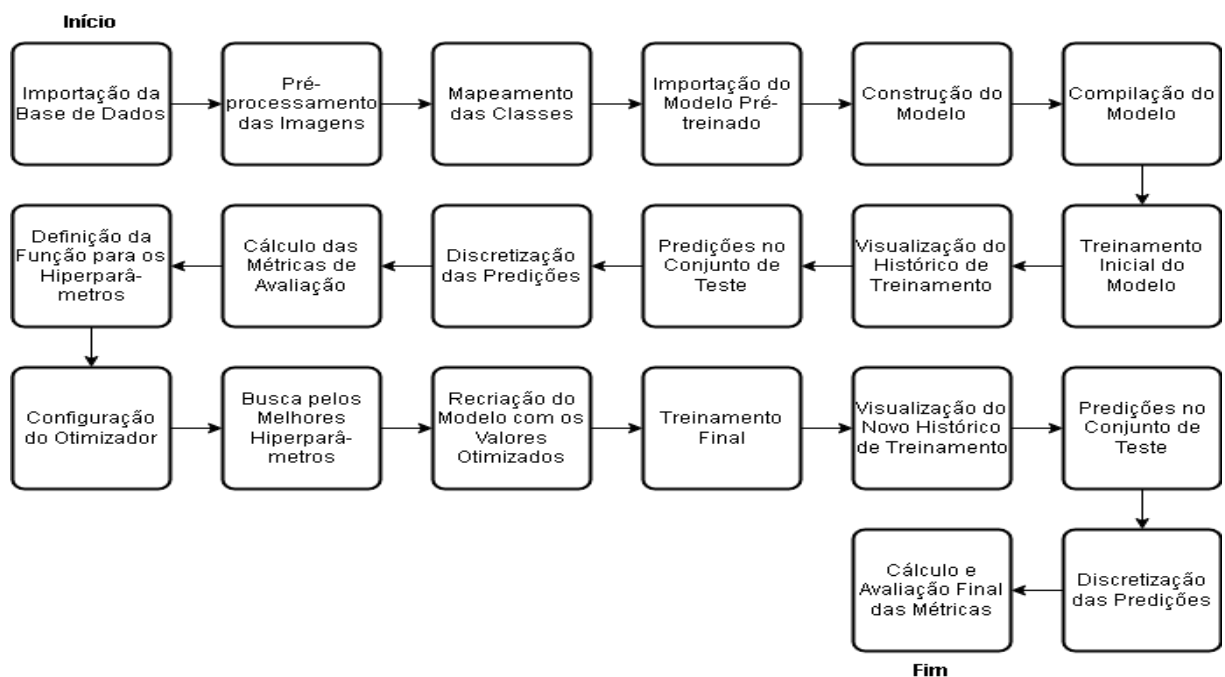 Início
Importação da
Base de Dados
Pré-
processamento
das Imagens
Mapeamento
das Classes
Importação do
Modelo Pré-
treinado
Construção do
Modelo
Compilação do
Modelo
Treinamento
Inicial do
Modelo
Visualização do
Histórico de
Treinamento
Predições no
Conjunto de
Teste
Discretização
das Predições
Cálculo das
Métricas de
Avaliação
Definição da
Função para os
Hiperparâ-
metros
Configuração
do Otimizador
Busca pelos
Melhores
Hiperparâ-
metros
Recriação do
Modelo com os
Valores
Otimizados
Treinamento
Final
Visualização do
Novo Histórico
de Treinamento
Predições no
Conjunto de
Teste
Discretização
das Predições
Cálculo e
Avaliação Final
das Métricas
Fim